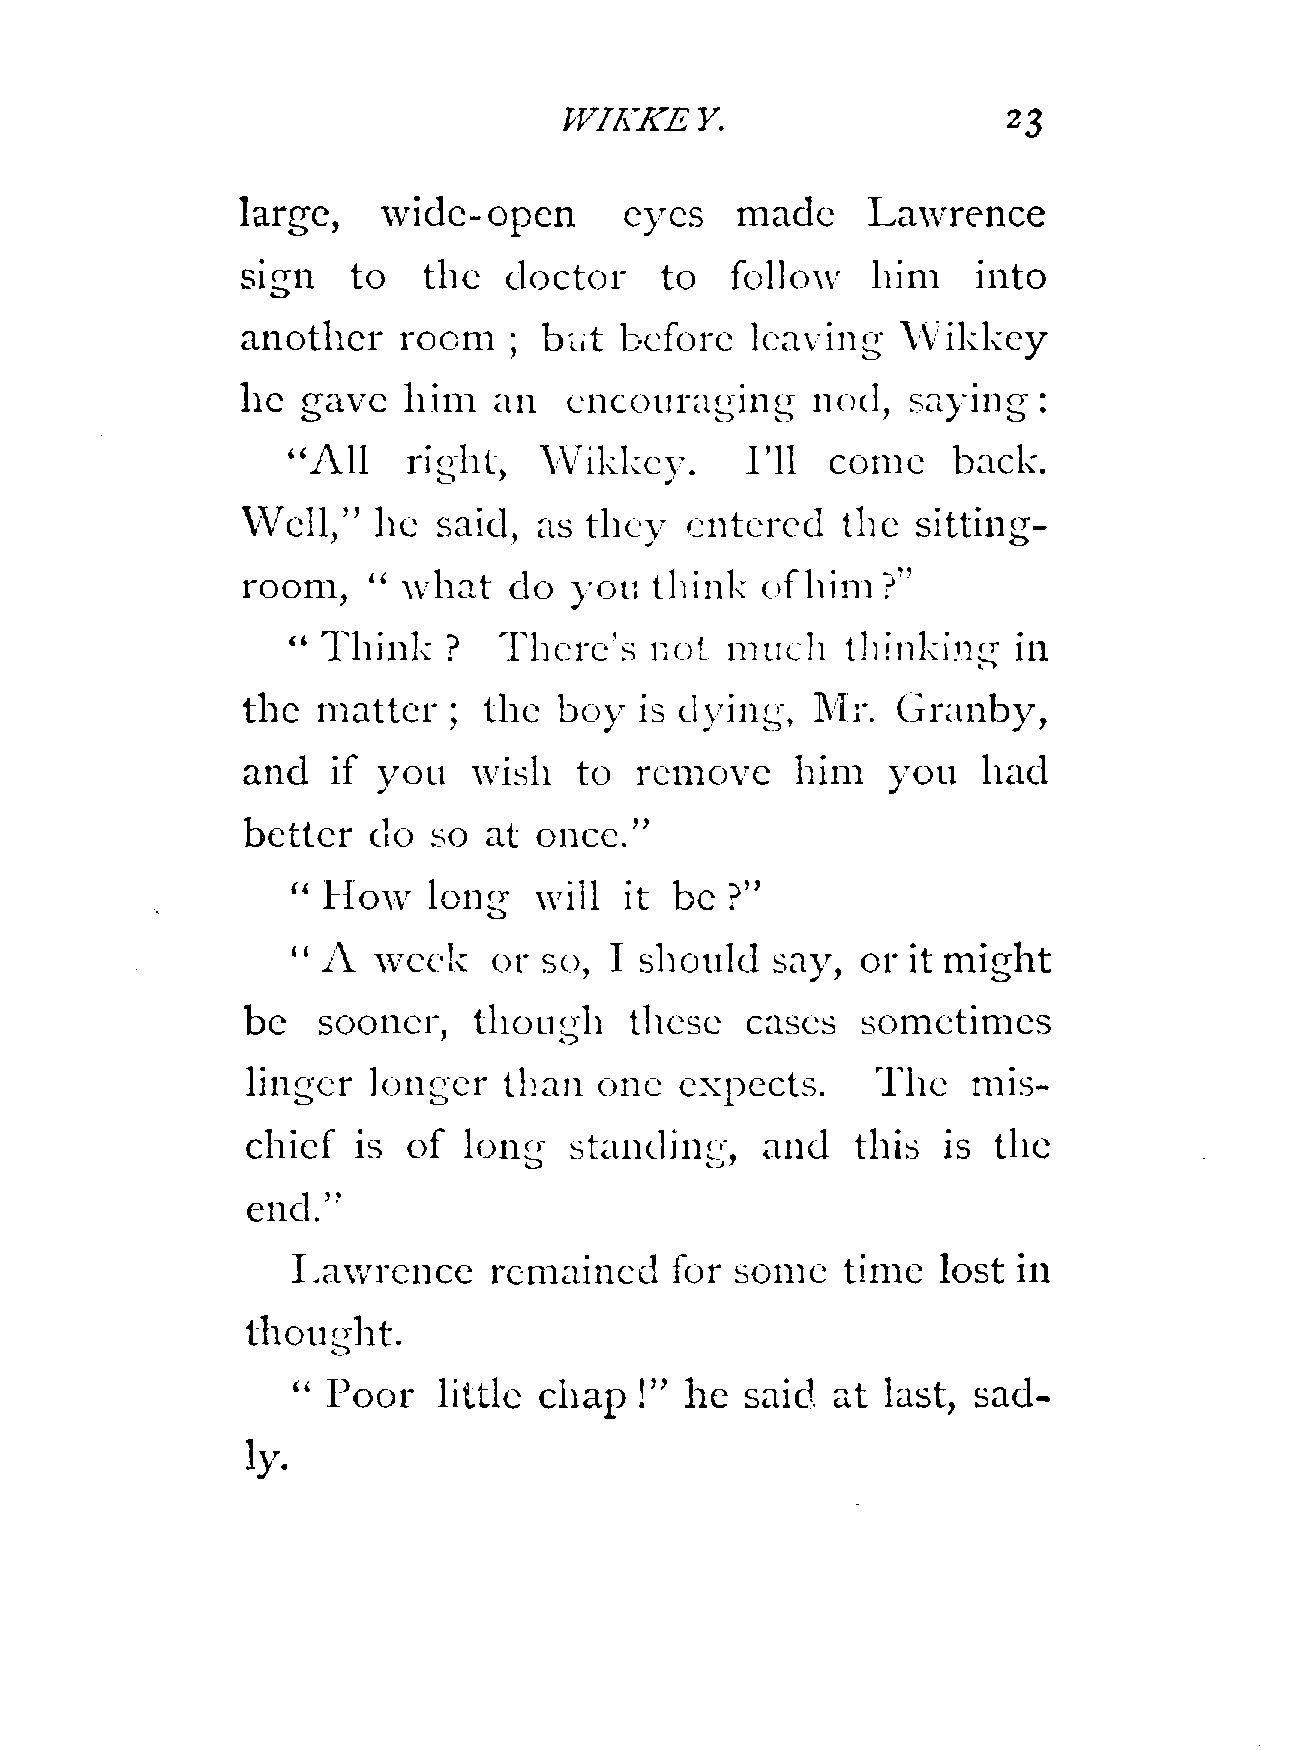 WIKKEY. 23
large, wide-open eyes made Lawrence
sign to the doctor to follow him into
another room ; but before leaving Wikkey
he gave him an encouraging nod, saying :
“All right, Wikkey. I’ll come back.
Well,” he said, as they entered the sitting-
room, “ what do you think of him ?”
“ Think ? There’s not much thinking in
the matter ; the boy is dying, Mr. Granby,
and if you wish to remove him you had
better do so at once.”
“ How long will it be ?”
“ A week or so, I should say, or it might
be sooner, though these cases sometimes
linger longer than one expects. The mis-
chief is of long standing, and this is the
end.”
Lawrence remained for some time lost in
thought.
“ Poor little chap !” he said at last, sad-
ly.